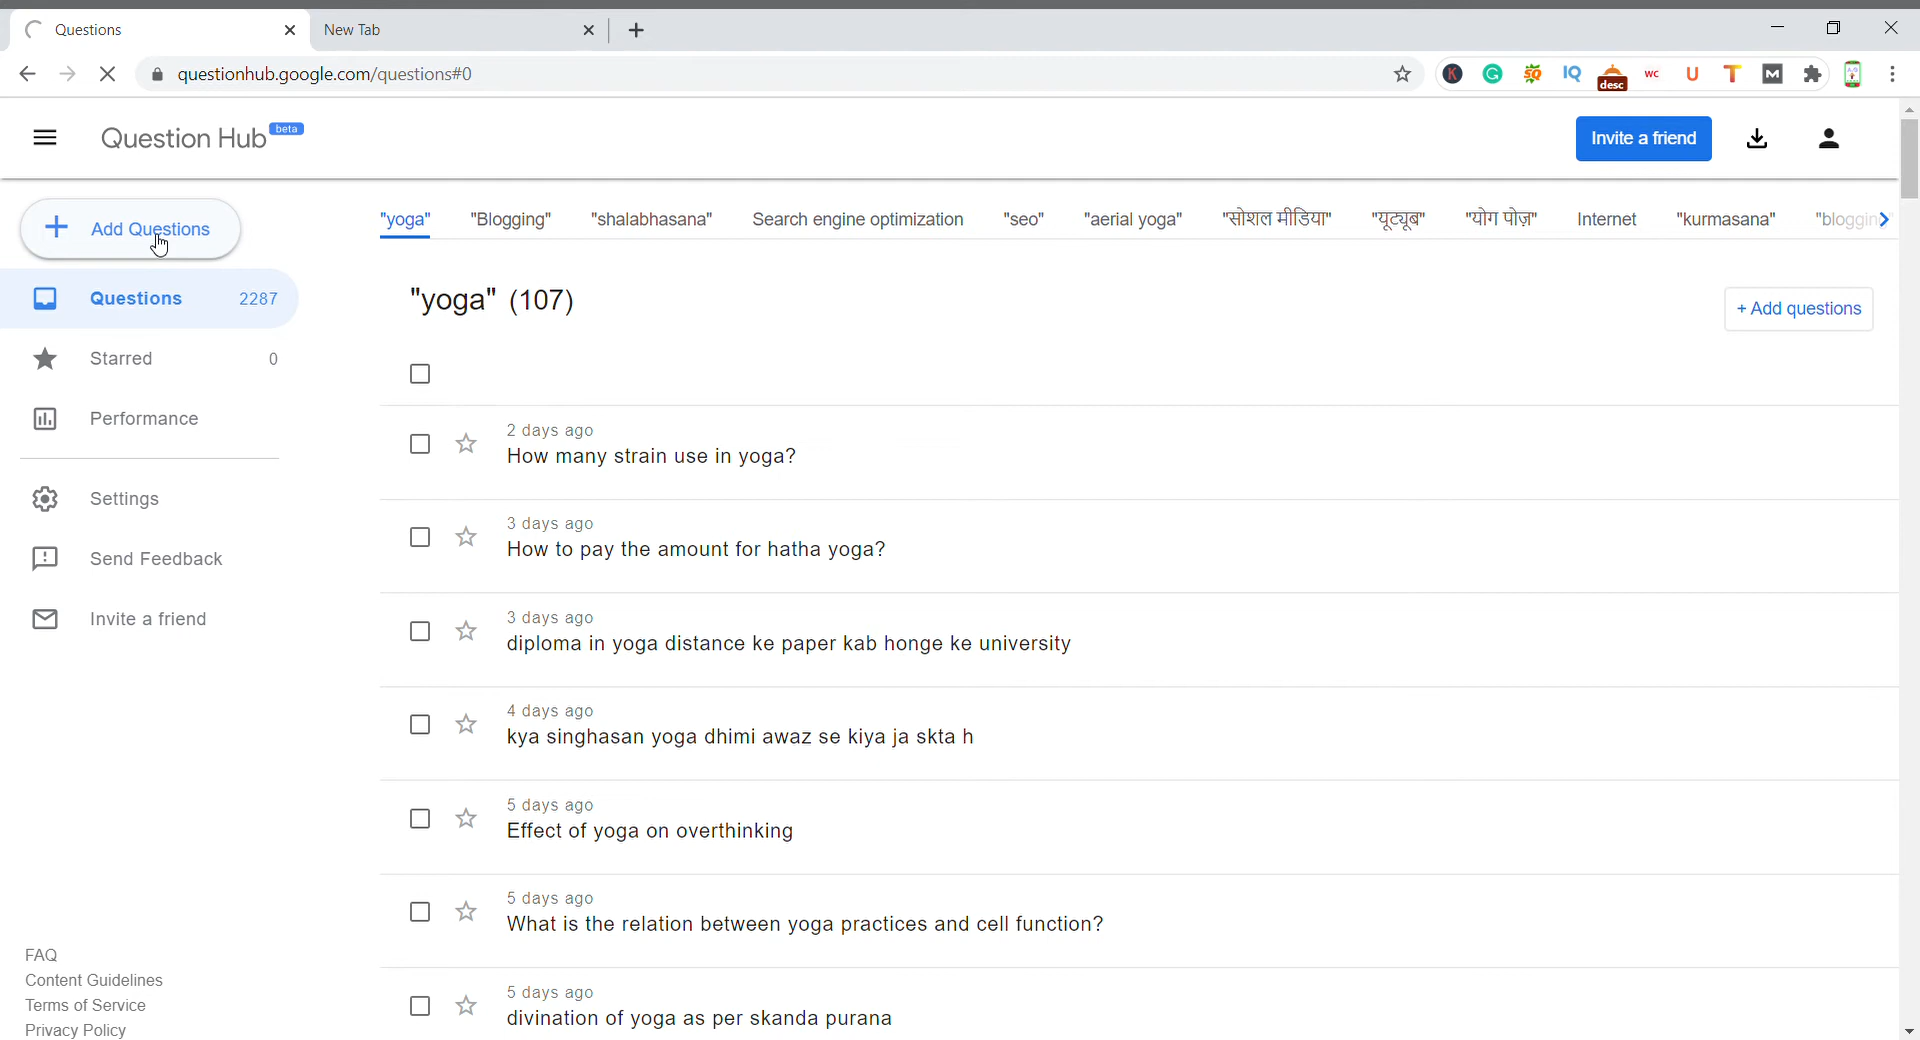 Questions
New Tab
questionhub.google.com/questions#0
K
G
SQ
IQ
desc
WC
U
T
M
Question Hub beta
Invite a friend
Add Questions
"yoga"
"Blogging"
"shalabhasana"
Search engine optimization
"seo"
"aerial yoga"
"सोशल मीडिया"
"यूट्यूब"
"योग पोज़"
Internet
"kurmasana"
"bloggin
Questions 2287
Starred 0
Performance
Settings
Send Feedback
Invite a friend
"yoga" (107)
+ Add questions
2 days ago
How many strain use in yoga?
3 days ago
How to pay the amount for hatha yoga?
3 days ago
diploma in yoga distance ke paper kab honge ke university
4 days ago
kya singhasan yoga dhimi awaz se kiya ja skta h
5 days ago
Effect of yoga on overthinking
5 days ago
What is the relation between yoga practices and cell function?
5 days ago
divination of yoga as per skanda purana
FAQ
Content Guidelines
Terms of Service
Privacy Policy